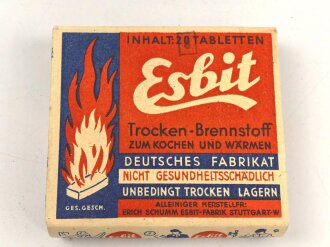 INHALT: 20 TABLETTEN
Esbit
Trocken-Brennstoff
ZUM KOCHEN UND WÄRMEN
DEUTSCHES FABRIKAT
NICHT GESUNDHEITSSCHÄDLICH
UNBEDINGT TROCKEN LAGERN
GES. GESCH.
ALLEINIGER HERSTELLER:
ERICH SCHUMM ESBIT-FABRIK STUTTGART-W
Esbit